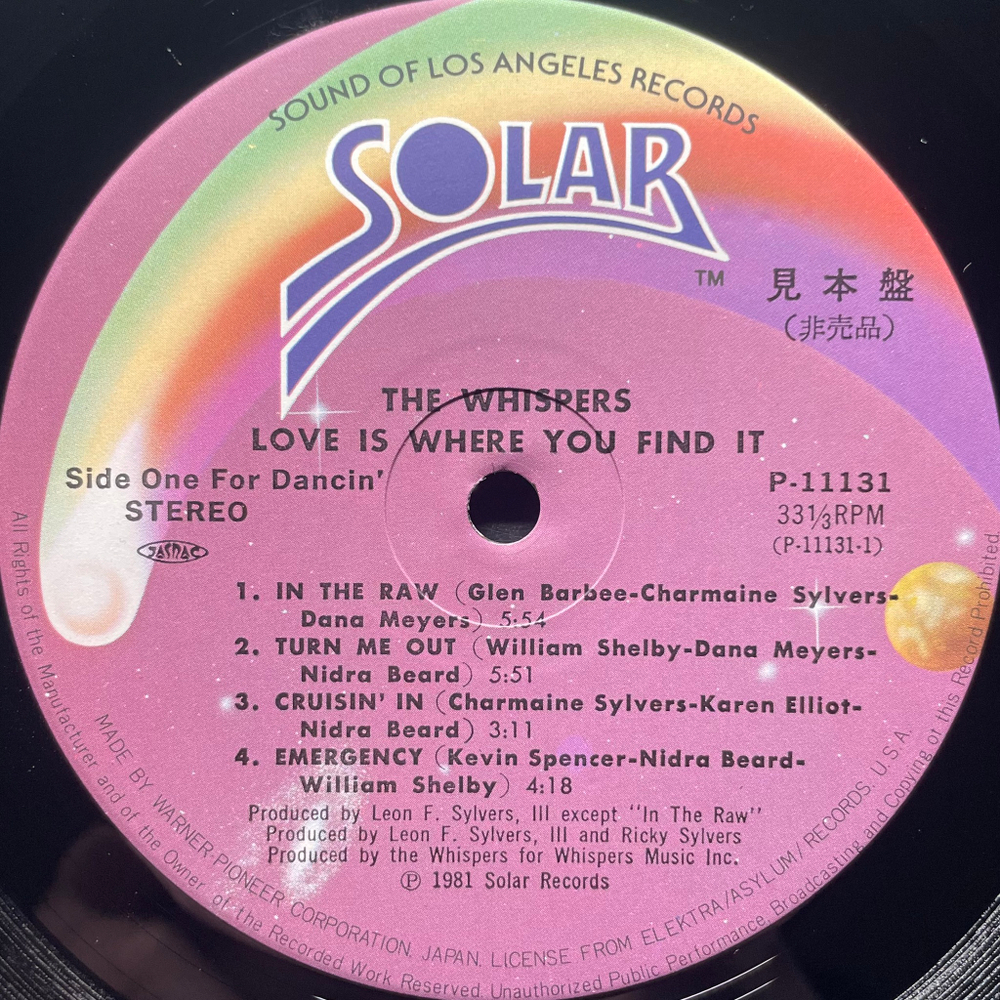 SOUND OF LOS ANGELES RECORDS
SOLAR
TM
見本盤
(非売品)
THE WHISPERS
LOVE IS WHERE YOU FIND IT
Side One For Dancin'
STEREO
JASRAC
P-11131
33 1/3 RPM
(P-11131-1)
1. IN THE RAW (Glen Barbee-Charmaine Sylvers-
Dana Meyers) 5:54
2. TURN ME OUT (William Shelby-Dana Meyers-
Nidra Beard) 5:51
3. CRUISIN' IN (Charmaine Sylvers-Karen Elliot-
Nidra Beard) 3:11
4. EMERGENCY (Kevin Spencer-Nidra Beard-
William Shelby) 4:18
Produced by Leon F. Sylvers, III except "In The Raw"
Produced by Leon F. Sylvers, III and Ricky Sylvers
Produced by the Whispers for Whispers Music Inc.
Ⓟ 1981 Solar Records
MADE BY WARNER-PIONEER CORPORATION, JAPAN. LICENSE FROM ELEKTRA/ASYLUM/RECORDS. U.S.A.
All Rights of the Manufacturer and of the Owner of the Recorded Work Reserved. Unauthorized Public Performance, Broadcasting and Copying of this Record Prohibited.